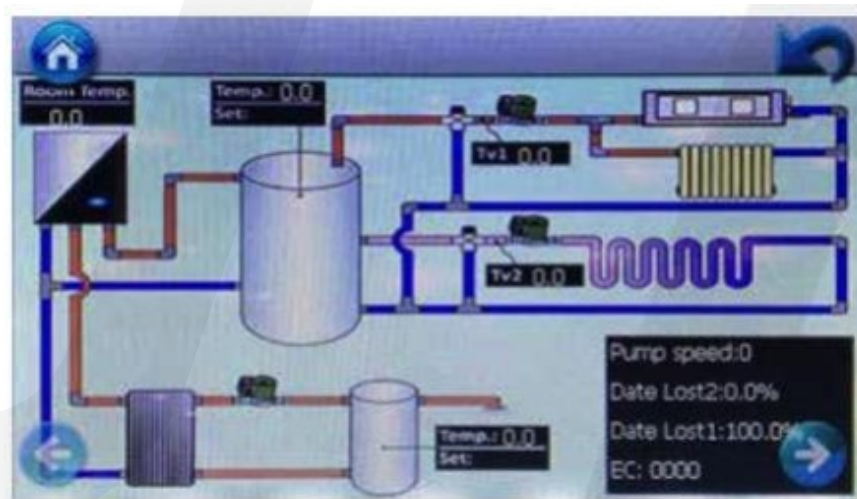 Room Temp.
0.0
Temp.: 0.0
Set:
Tv1 0.0
Tv2 0.0
Temp.: 0.0
Set:
Pump speed:0
Date Lost2:0.0%
Date Lost1:100.0%
EC: 0000